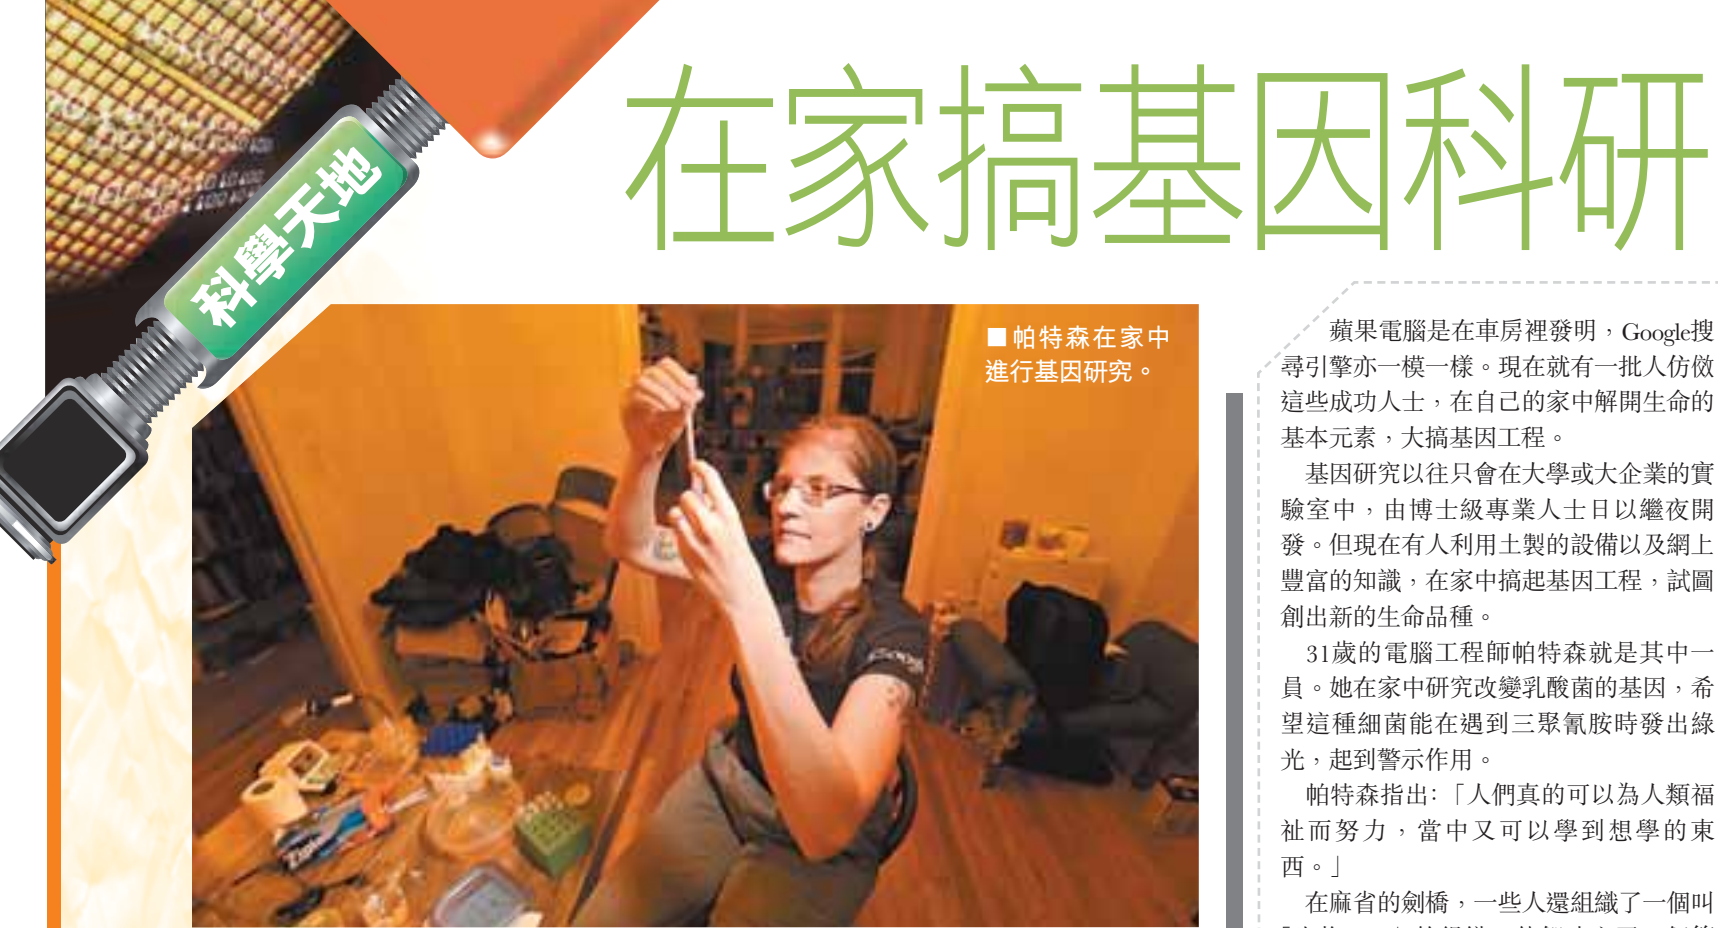 在家搞基因科研
科學天地
■帕特森在家中
進行基因研究。
蘋果電腦是在車房裡發明，Google搜
尋引擎亦一模一樣。現在就有一批人仿傚
這些成功人士，在自己的家中解開生命的
基本元素，大搞基因工程。
基因研究以往只會在大學或大企業的實
驗室中，由博士級專業人士日以繼夜開
發。但現在有人利用土製的設備以及網上
豐富的知識，在家中搞起基因工程，試圖
創出新的生命品種。
31歲的電腦工程師帕特森就是其中一
員。她在家中研究改變乳酸菌的基因，希
望這種細菌能在遇到三聚氰胺時發出綠
光，起到警示作用。
帕特森指出:「人們真的可以為人類福
祉而努力，當中又可以學到想學的東
西。」
在麻省的劍橋，一些人還組織了一個叫